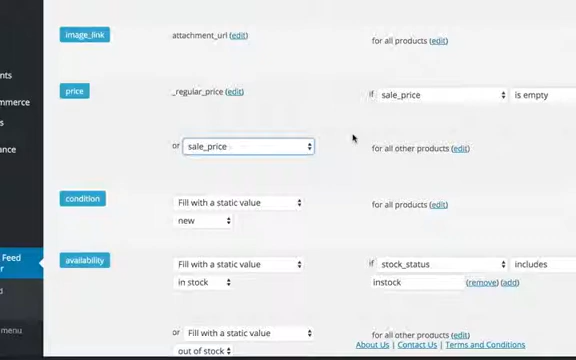 image_link attachment_url (edit) for all products (edit)
nts
price _regular_price (edit) if sale_price is empty
mmerce
s
or sale_price for all other products (edit)
ance
condition Fill with a static value for all products (edit)
new
Feed
availability Fill with a static value if stock_status includes
r
in stock instock (remove) (add)
d
menu
or Fill with a static value for all other products (edit)
About Us | Contact Us | Terms and Conditions
out of stock